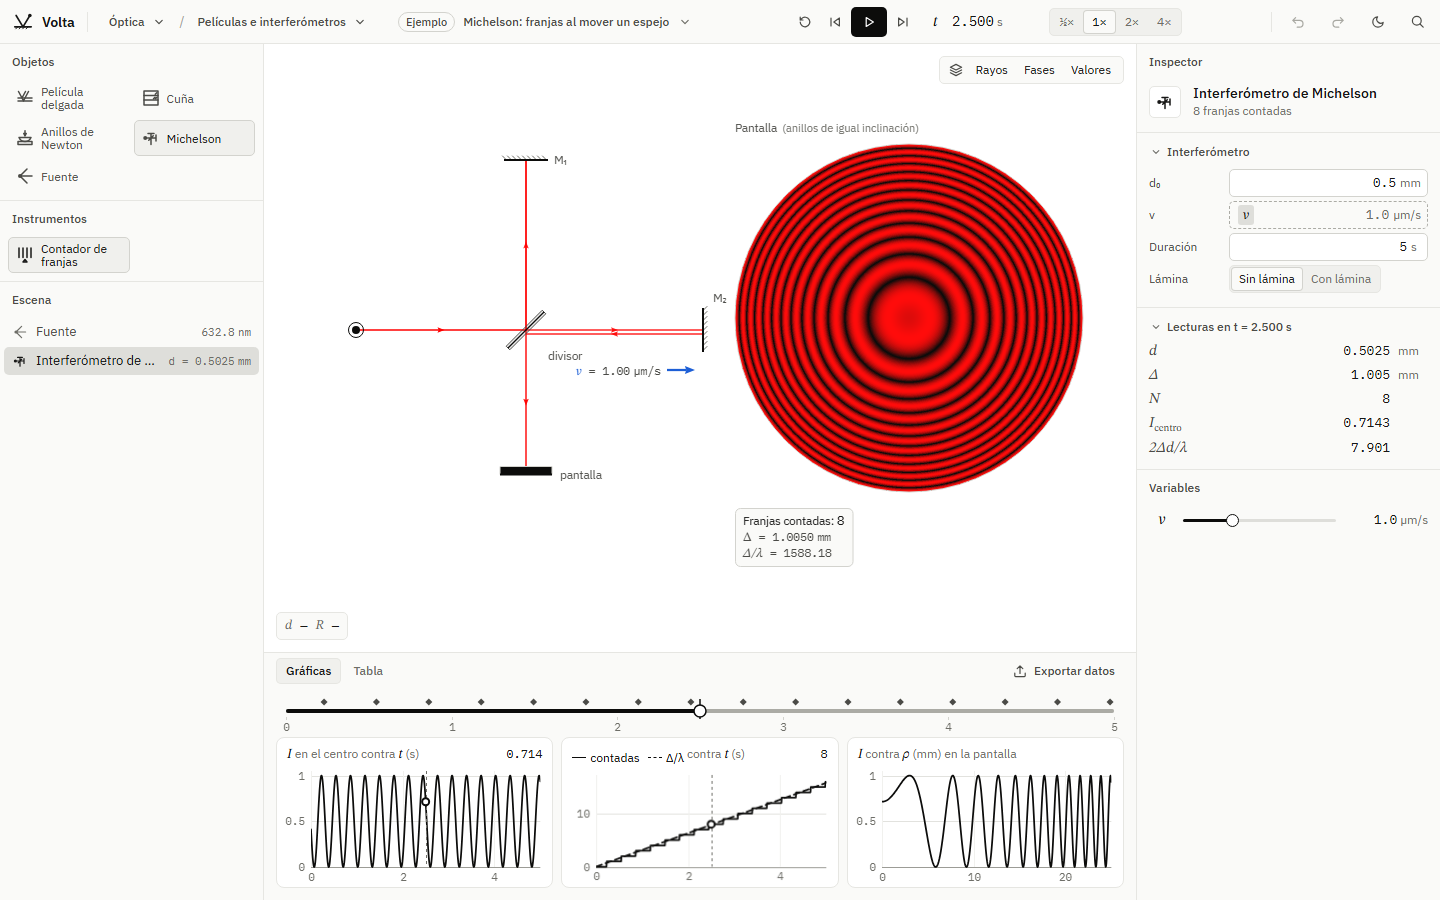 Volta
Óptica / Películas e interferómetros
Ejemplo Michelson: franjas al mover un espejo
t 2.500 s
½× 1× 2× 4×
Objetos
Película delgada
Cuña
Anillos de Newton
Michelson
Fuente
Instrumentos
Contador de franjas
Escena
Fuente 632.8 nm
Interferómetro de ... d = 0.5025 mm
Rayos Fases Valores
Pantalla (anillos de igual inclinación)
M₁
M₂
divisor
v = 1.00 µm/s
pantalla
Franjas contadas: 8
Δ = 1.0050 mm
Δ/λ = 1588.18
d – R –
Gráficas Tabla
Exportar datos
0 1 2 3 4 5
I en el centro contra t (s) 0.714
1
0.5
0
0 2 4
contadas Δ/λ contra t (s) 8
10
0
0 2 4
I contra ρ (mm) en la pantalla
1
0.5
0
0 10 20
Inspector
Interferómetro de Michelson
8 franjas contadas
Interferómetro
d₀ 0.5 mm
v v 1.0 µm/s
Duración 5 s
Lámina Sin lámina Con lámina
Lecturas en t = 2.500 s
d 0.5025 mm
Δ 1.005 mm
N 8
I centro 0.7143
2Δd/λ 7.901
Variables
v 1.0 µm/s